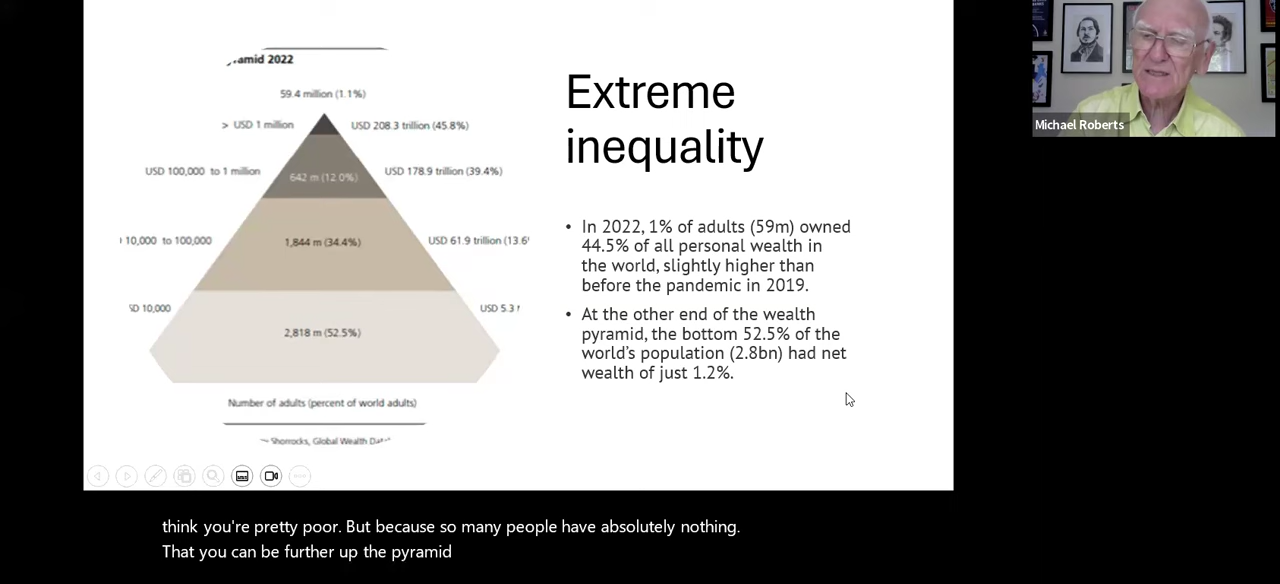 amid 2022
59.4 million (1.1%)
> USD 1 million
USD 208.3 trillion (45.8%)
USD 100,000 to 1 million
642 m (12.0%)
USD 178.9 trillion (39.4%)
10,000 to 100,000
1,844 m (34.4%)
USD 61.9 trillion (13.6
D 10,000
USD 5.3 t
2,818 m (52.5%)
Number of adults (percent of world adults)
Shorrocks, Global Wealth Dat
Extreme
inequality
• In 2022, 1% of adults (59m) owned
44.5% of all personal wealth in
the world, slightly higher than
before the pandemic in 2019.
• At the other end of the wealth
pyramid, the bottom 52.5% of the
world's population (2.8bn) had net
wealth of just 1.2%.
Michael Roberts
think you're pretty poor. But because so many people have absolutely nothing.
That you can be further up the pyramid